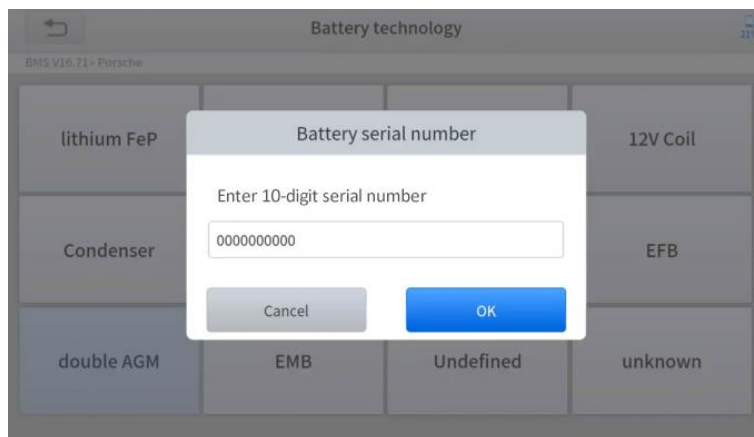 Battery technology
BMS V16.71> Porsche
lithium FeP
12V Coil
Battery serial number
Enter 10-digit serial number
0000000000
Cancel
OK
Condenser
EFB
double AGM
EMB
Undefined
unknown